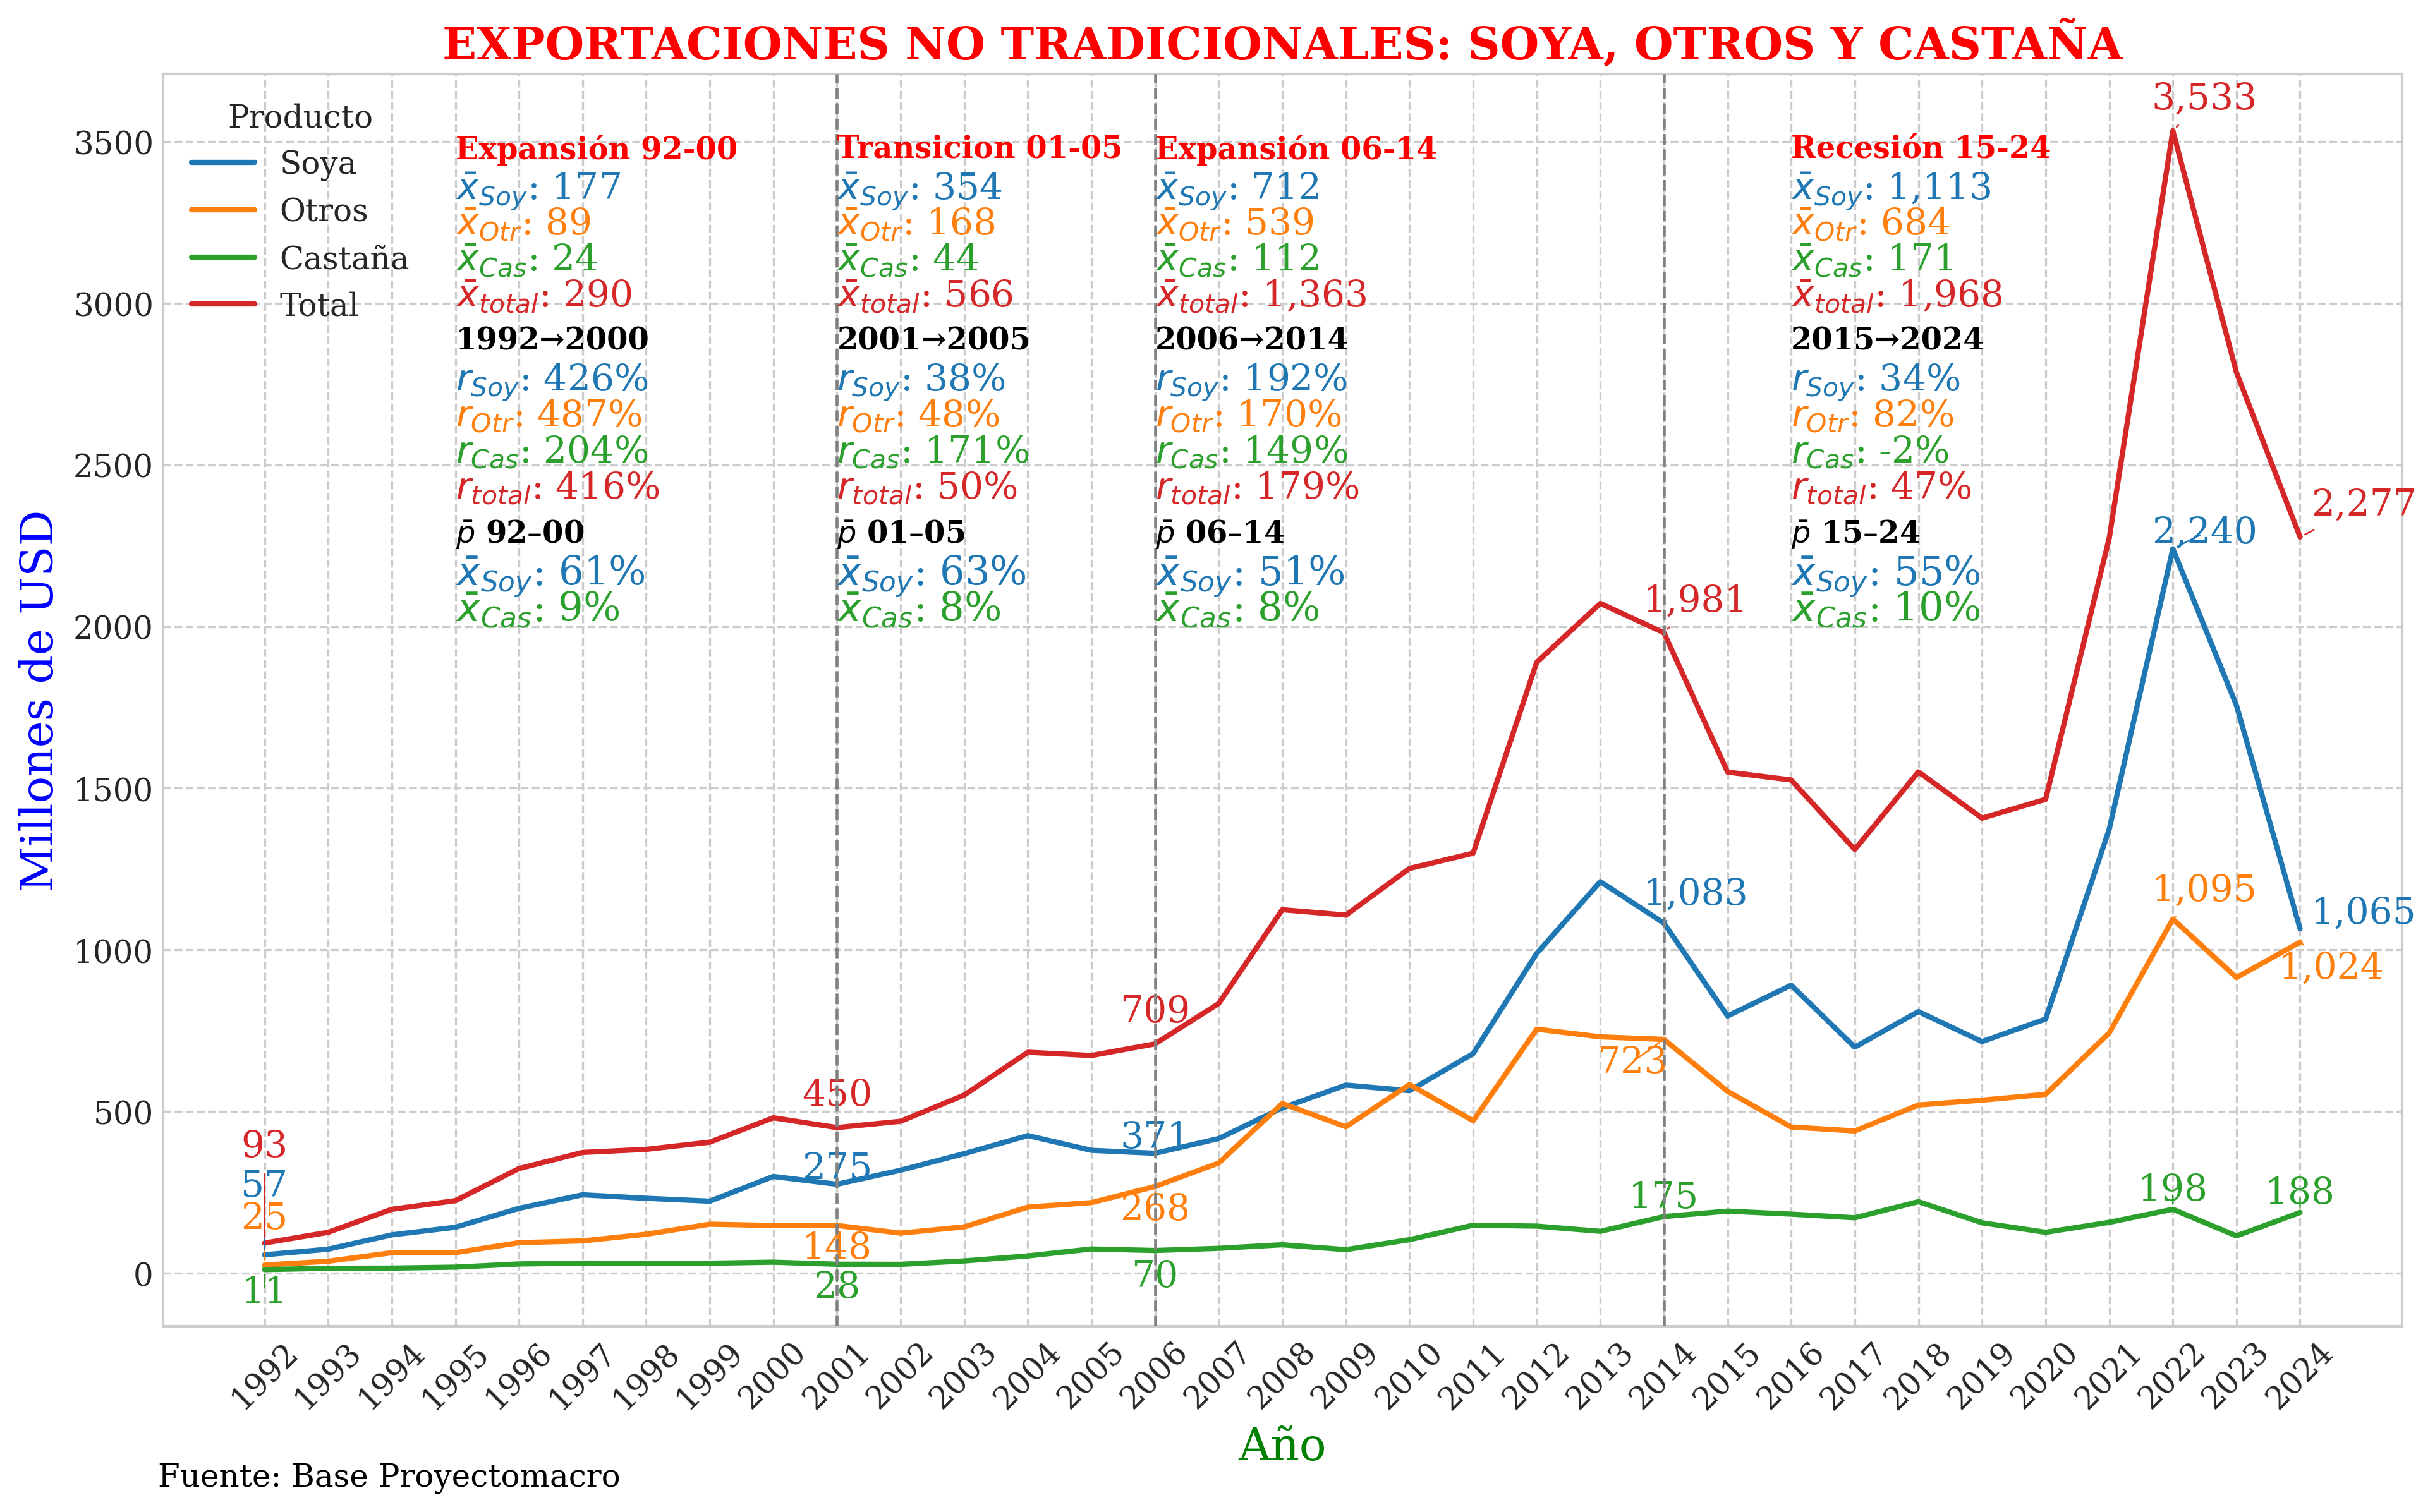 EXPORTACIONES NO TRADICIONALES: SOYA, OTROS Y CASTAÑA
Producto
Soya
Otros
Castaña
Total
Expansión 92-00
x̄Soy: 177
x̄Otr: 89
x̄Cas: 24
x̄total: 290
1992→2000
rSoy: 426%
rOtr: 487%
rCas: 204%
rtotal: 416%
p̄ 92–00
x̄Soy: 61%
x̄Cas: 9%
Transicion 01-05
x̄Soy: 354
x̄Otr: 168
x̄Cas: 44
x̄total: 566
2001→2005
rSoy: 38%
rOtr: 48%
rCas: 171%
rtotal: 50%
p̄ 01–05
x̄Soy: 63%
x̄Cas: 8%
Expansión 06-14
x̄Soy: 712
x̄Otr: 539
x̄Cas: 112
x̄total: 1,363
2006→2014
rSoy: 192%
rOtr: 170%
rCas: 149%
rtotal: 179%
p̄ 06–14
x̄Soy: 51%
x̄Cas: 8%
Recesión 15-24
x̄Soy: 1,113
x̄Otr: 684
x̄Cas: 171
x̄total: 1,968
2015→2024
rSoy: 34%
rOtr: 82%
rCas: -2%
rtotal: 47%
p̄ 15–24
x̄Soy: 55%
x̄Cas: 10%
3,533
2,277
2,240
1,981
1,083
1,095
1,065
1,024
709
723
450
371
93
57
25
11
275
268
148
28
70
175
198
188
Millones de USD
3500
3000
2500
2000
1500
1000
500
0
1992 1993 1994 1995 1996 1997 1998 1999 2000 2001 2002 2003 2004 2005 2006 2007 2008 2009 2010 2011 2012 2013 2014 2015 2016 2017 2018 2019 2020 2021 2022 2023 2024
Año
Fuente: Base Proyectomacro